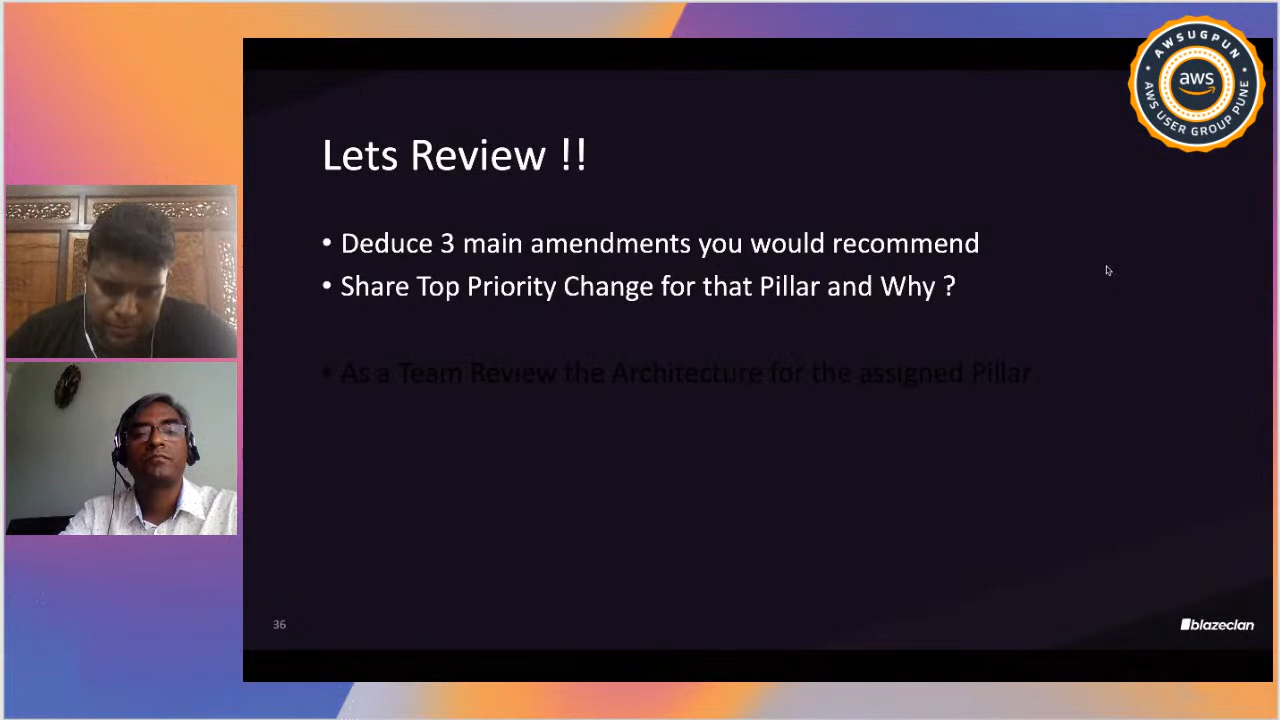 AWSUGPUN
aws
AWS USER GROUP PUNE
Lets Review !!
• Deduce 3 main amendments you would recommend
• Share Top Priority Change for that Pillar and Why ?
• As a Team Review the Architecture for the assigned Pillar
36
blazeclan